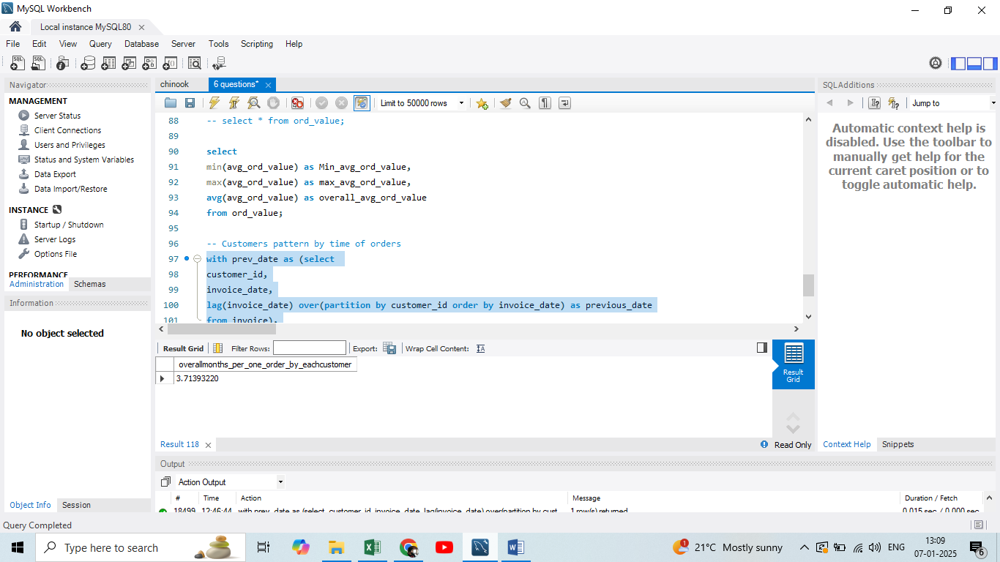 MySQL Workbench
Local instance MySQL80
File Edit View Query Database Server Tools Scripting Help
Navigator
MANAGEMENT
Server Status
Client Connections
Users and Privileges
Status and System Variables
Data Export
Data Import/Restore
INSTANCE
Startup / Shutdown
Server Logs
Options File
PERFORMANCE
Administration Schemas
Information
No object selected
Object Info Session
chinook 6 questions*
Limit to 50000 rows
88 -- select * from ord_value;
89
90 select
91 min(avg_ord_value) as Min_avg_ord_value,
92 max(avg_ord_value) as max_avg_ord_value,
93 avg(avg_ord_value) as overall_avg_ord_value
94 from ord_value;
95
96 -- Customers pattern by time of orders
97 with prev_date as (select
98 customer_id,
99 invoice_date,
100 lag(invoice_date) over(partition by customer_id order by invoice_date) as previous_date
101 from invoice),
Result Grid Filter Rows: Export: Wrap Cell Content:
overallmonths_per_one_order_by_eachcustomer
3.71393220
Result Grid
Result 118 Read Only
Output
Action Output
# Time Action Message Duration / Fetch
18499 12:46:44 with prev_date as (select customer_id, invoice_date, lag(invoice_date) over(partition by cust... 1 row(s) returned 0.015 sec / 0.000 sec
SQLAdditions
Jump to
Automatic context help is
disabled. Use the toolbar to
manually get help for the
current caret position or to
toggle automatic help.
Context Help Snippets
Query Completed
Type here to search
1 21°C Mostly sunny ENG 13:09
07-01-2025
6